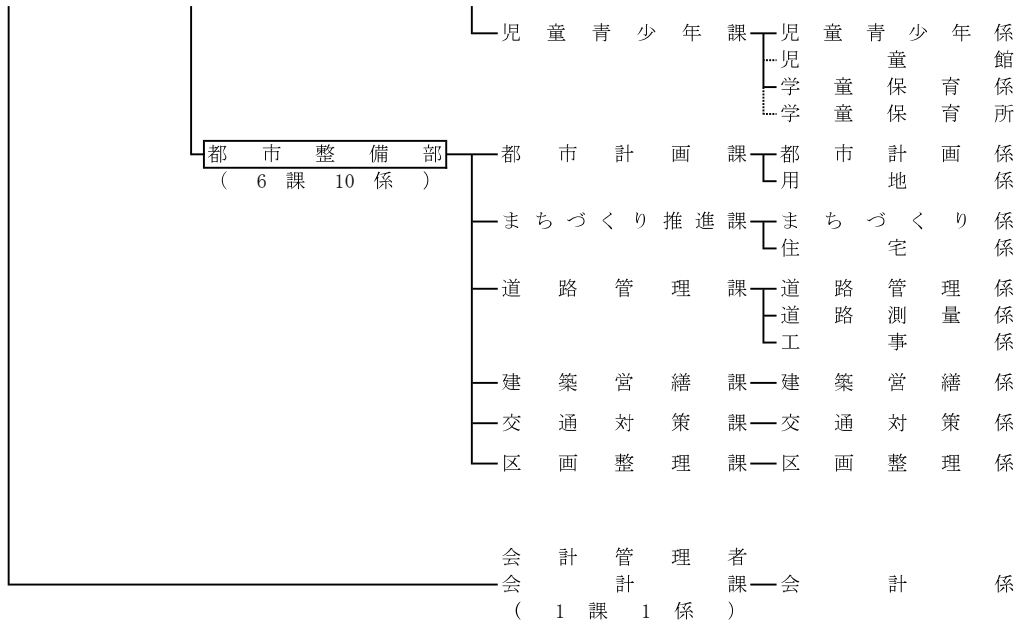 児童青少年課 児童青少年係
児童館
学童保育係
学童保育所
都市整備部 都市計画課 都市計画係
（6課10係） 用地係
まちづくり推進課 まちづくり係
住宅係
道路管理課 道路管理係
道路測量係
工事係
建築営繕課 建築営繕係
交通対策課 交通対策係
区画整理課 区画整理係
会計管理者
会計課 会計係
（1課1係）